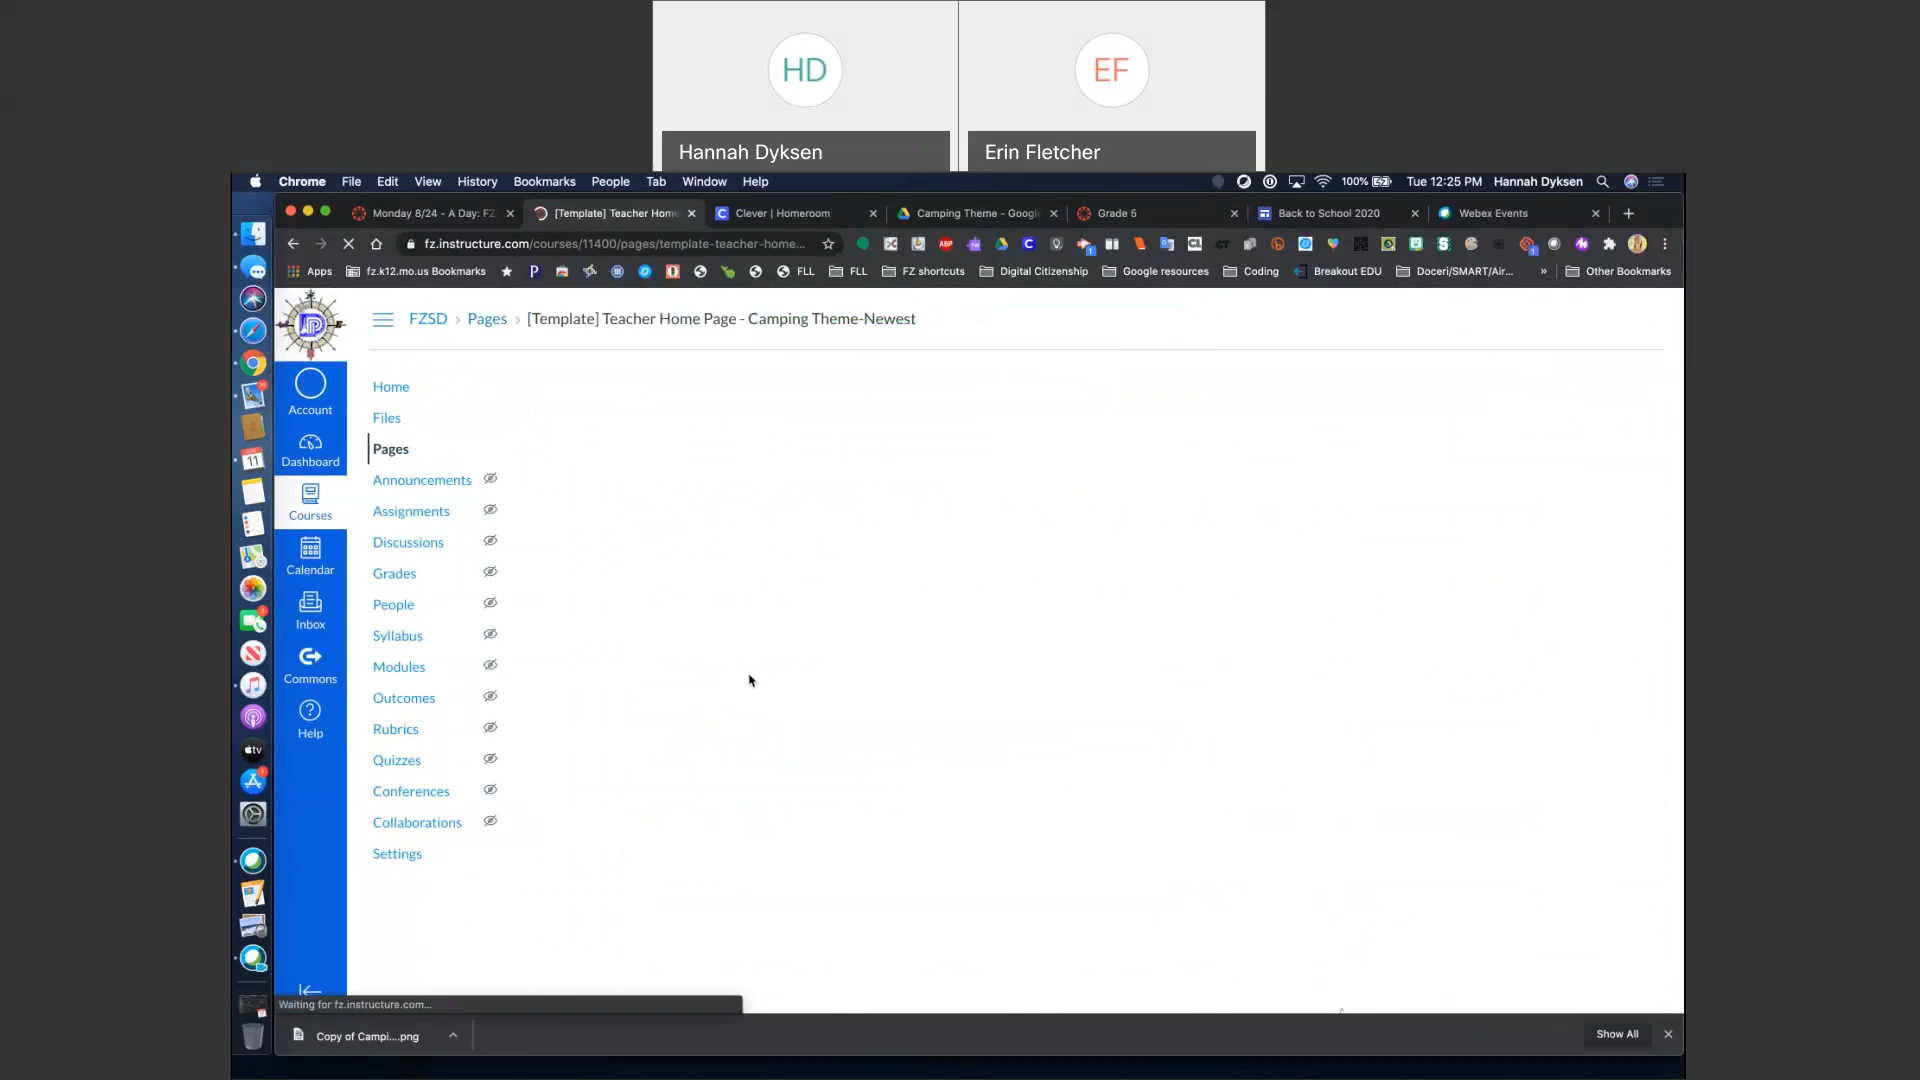 HD
EF
Hannah Dyksen
Erin Fletcher
Chrome File Edit View History Bookmarks People Tab Window Help
100% Tue 12:25 PM Hannah Dyksen
Monday 8/24 - A Day: FZ
[Template] Teacher Hom
Clever | Homeroom
Camping Theme - Googl
Grade 5
Back to School 2020
Webex Events
fz.instructure.com/courses/11400/pages/template-teacher-home...
Apps
fz.k12.mo.us Bookmarks
FLL
FLL
FZ shortcuts
Digital Citizenship
Google resources
Coding
Breakout EDU
Doceri/SMART/Air...
»
Other Bookmarks
FZSD › Pages › [Template] Teacher Home Page - Camping Theme-Newest
Account
Dashboard
Courses
Calendar
Inbox
Commons
Help
Home
Files
Pages
Announcements
Assignments
Discussions
Grades
People
Syllabus
Modules
Outcomes
Rubrics
Quizzes
Conferences
Collaborations
Settings
Waiting for fz.instructure.com...
Copy of Campi....png
Show All